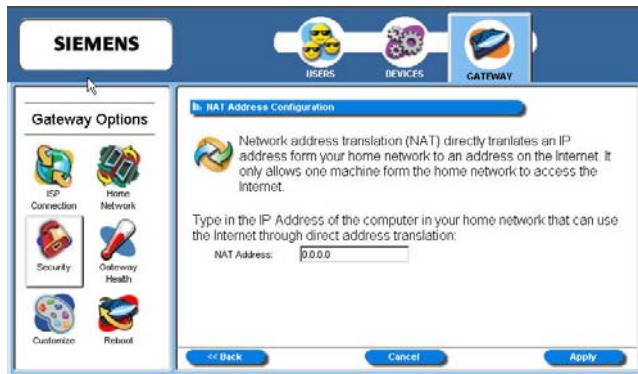 SIEMENS
USERS
DEVICES
GATEWAY
Gateway Options
ISP
Connection
Home
Network
Security
Gateway
Health
Customize
Reboot
NAT Address Configuration
Network address translation (NAT) directly tranlates an IP
address form your home network to an address on the Internet. It
only allows one machine form the home network to access the
Internet.
Type in the IP Address of the computer in your home network that can use
the Internet through direct address translation:
NAT Address: 0.0.0.0
<< Back
Cancel
Apply